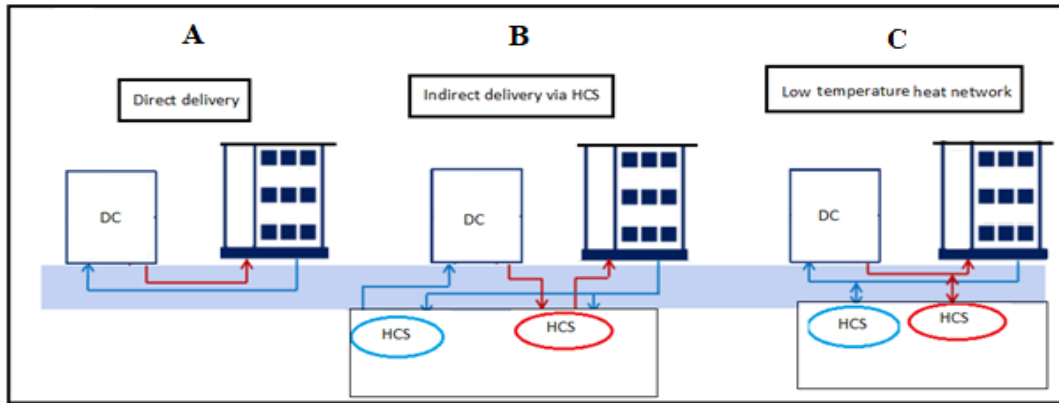 A
B
C
Direct delivery
Indirect delivery via HCS
Low temperature heat network
DC
DC
DC
HCS
HCS
HCS
HCS